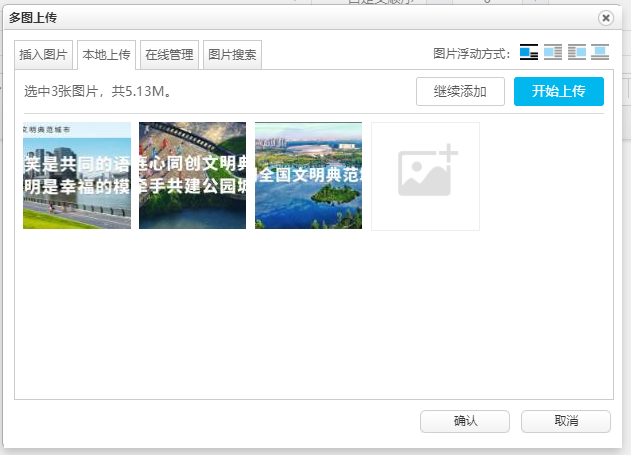 多图上传
插入图片
本地上传
在线管理
图片搜索
图片浮动方式:
选中3张图片，共5.13M。
继续添加
开始上传
文明典范城市
笑是共同的语
明是幸福的模
心同创文明典
牵手共建公园城
全国文明典范
确认
取消